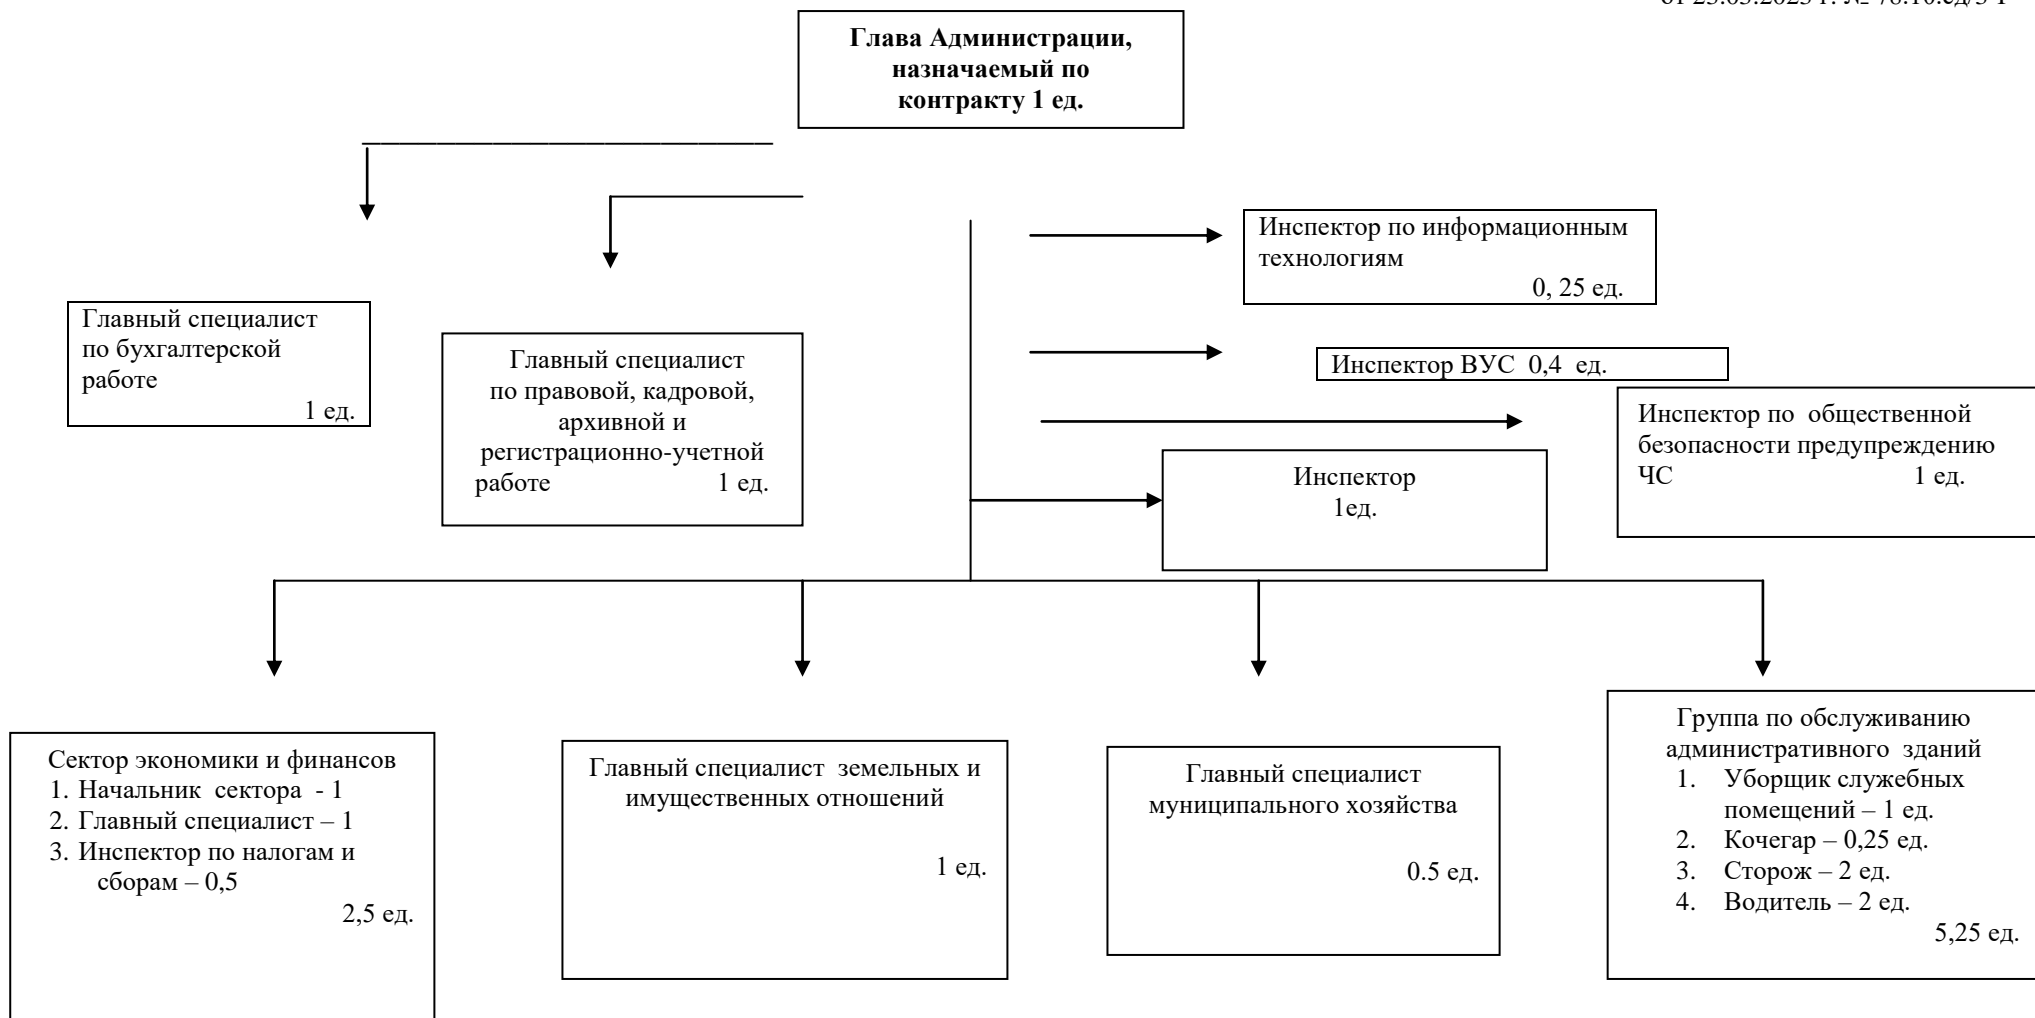 Глава Администрации,
назначаемый по
контракту 1 ед.
Инспектор по информационным
технологиям
0, 25 ед.
Главный специалист
по бухгалтерской
работе
1 ед.
Главный специалист
по правовой, кадровой,
архивной и
регистрационно-учетной
работе 1 ед.
Инспектор ВУС 0,4 ед.
Инспектор по общественной
безопасности предупреждению
ЧС 1 ед.
Инспектор
1ед.
Сектор экономики и финансов
1. Начальник сектора - 1
2. Главный специалист – 1
3. Инспектор по налогам и
сборам – 0,5
2,5 ед.
Главный специалист земельных и
имущественных отношений
1 ед.
Главный специалист
муниципального хозяйства
0.5 ед.
Группа по обслуживанию
административного зданий
1. Уборщик служебных
помещений – 1 ед.
2. Кочегар – 0,25 ед.
3. Сторож – 2 ед.
4. Водитель – 2 ед.
5,25 ед.